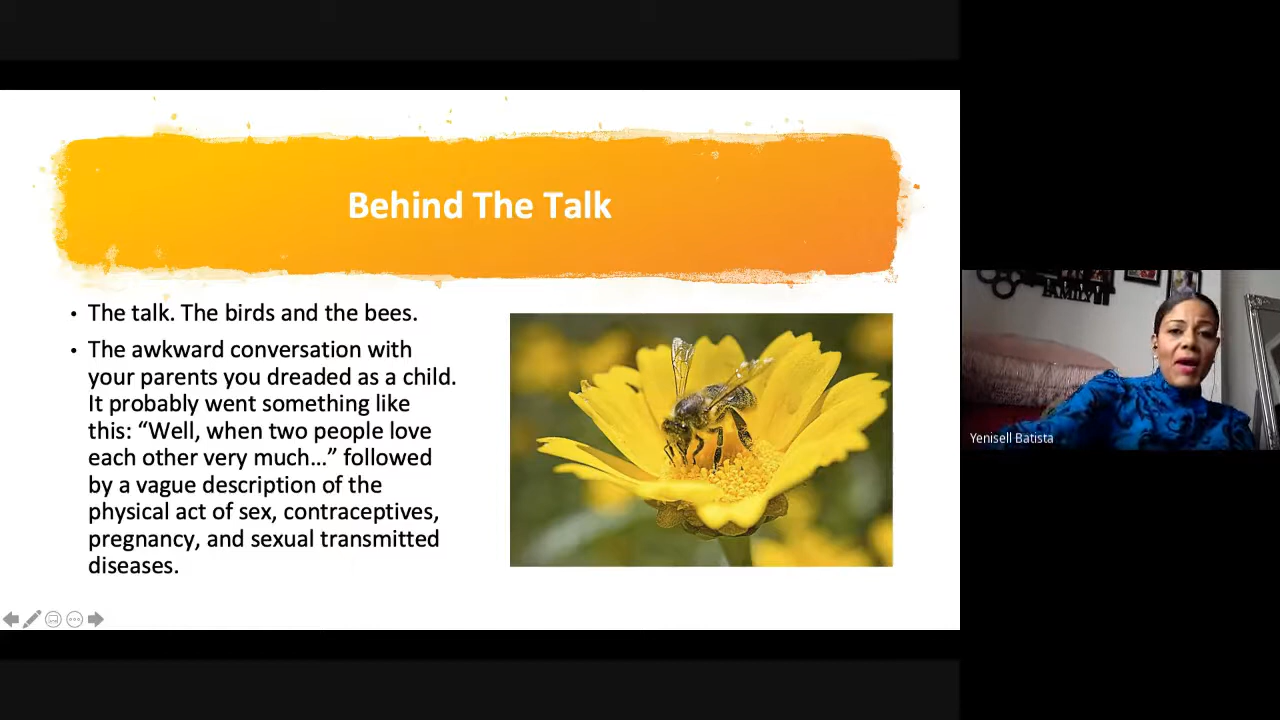 Behind The Talk
• The talk. The birds and the bees.
• The awkward conversation with
your parents you dreaded as a child.
It probably went something like
this: “Well, when two people love
each other very much…” followed
by a vague description of the
physical act of sex, contraceptives,
pregnancy, and sexual transmitted
diseases.
FAMILY
Yenisell Batista